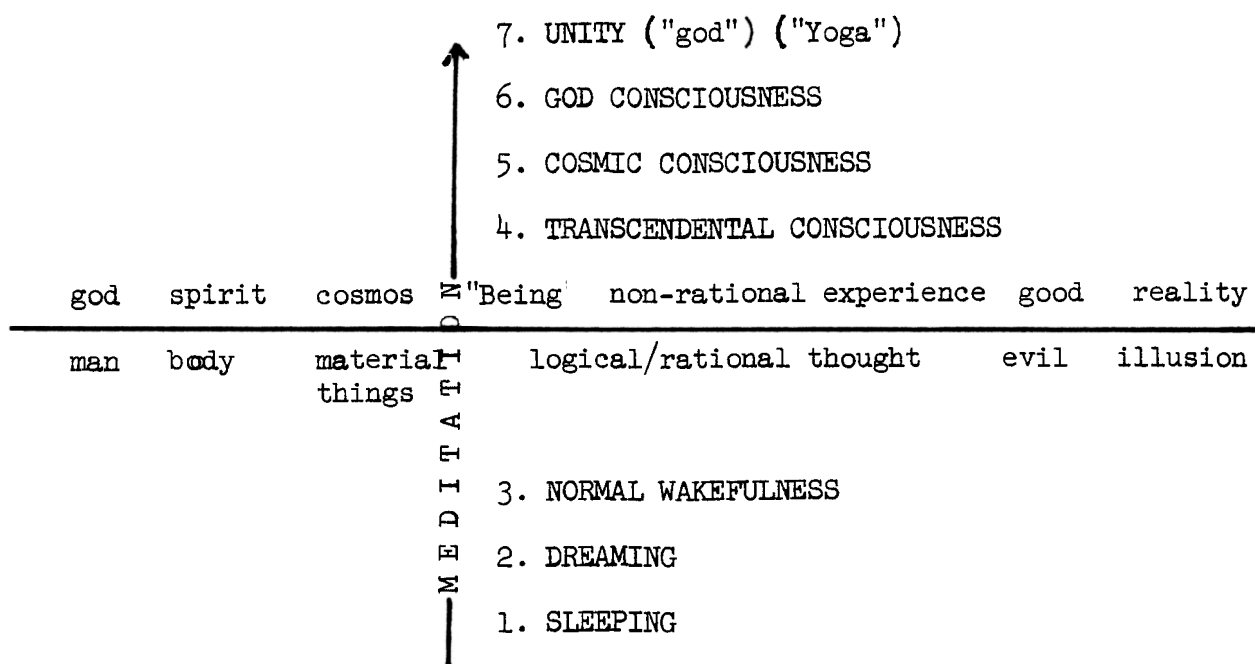 7. UNITY ("god") ("Yoga")
6. GOD CONSCIOUSNESS
5. COSMIC CONSCIOUSNESS
4. TRANSCENDENTAL CONSCIOUSNESS
god spirit cosmos "Being' non-rational experience good reality
man body material logical/rational thought evil illusion
things
MEDITATION
3. NORMAL WAKEFULNESS
2. DREAMING
1. SLEEPING